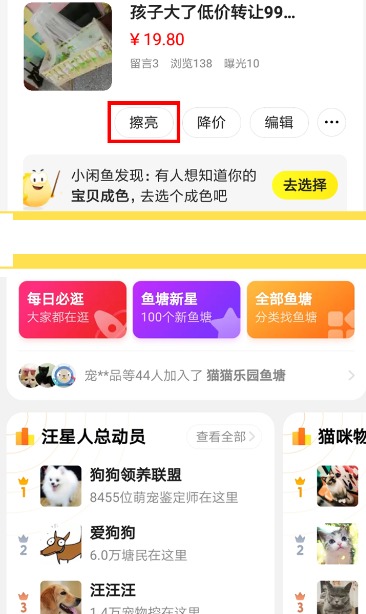 孩子大了低价转让99...
¥19.80
留言3 浏览138 曝光10
擦亮 降价 编辑 ...
小闲鱼发现：有人想知道你的
宝贝成色，去选个成色吧
去选择
每日必逛 鱼塘新星 全部鱼塘
大家都在逛 100个新鱼塘 分类找鱼塘
宠**品等44人加入了 猫猫乐园鱼塘
汪星人总动员 查看全部 猫咪物
1 狗狗领养联盟 1
8455位萌宠鉴定师在这里
2 爱狗狗 2
6.0万塘民在这里
3 汪汪汪 3
1.4万宠物控在这里